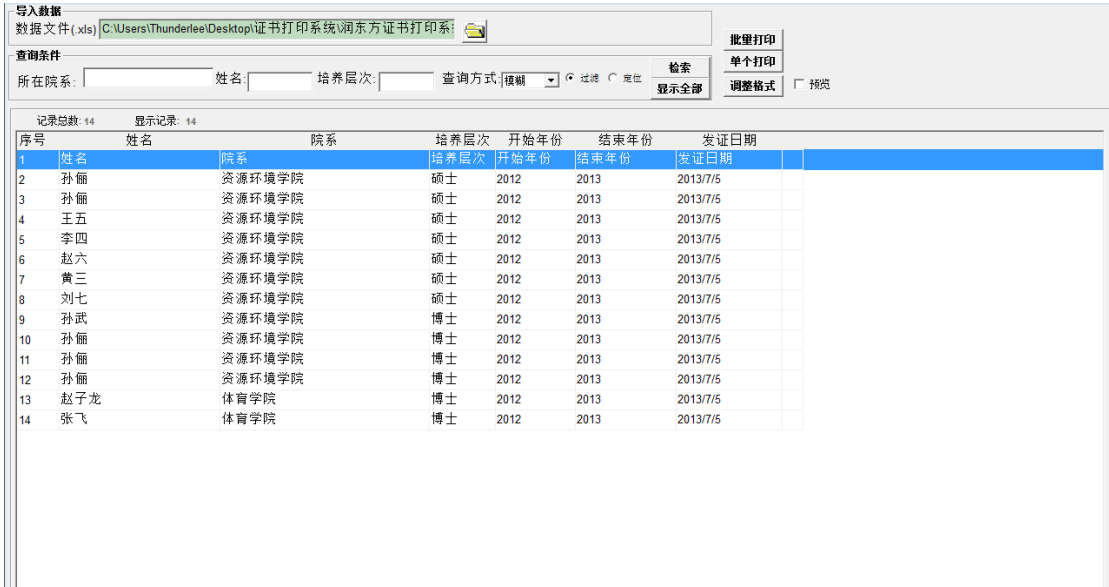 导入数据
数据文件(.xls) C:\Users\Thunderlee\Desktop\证书打印系统\润东方证书打印系
批里打印
查询条件
单个打印
所在院系: 姓名: 培养层次: 查询方式: 模糊 过滤 定位 检索
显示全部 调整格式 预览
记录总数: 14 显示记录: 14
序号 姓名 院系 培养层次 开始年份 结束年份 发证日期
1 姓名 院系 培养层次 开始年份 结束年份 发证日期
2 孙俪 资源环境学院 硕士 2012 2013 2013/7/5
3 孙俪 资源环境学院 硕士 2012 2013 2013/7/5
4 王五 资源环境学院 硕士 2012 2013 2013/7/5
5 李四 资源环境学院 硕士 2012 2013 2013/7/5
6 赵六 资源环境学院 硕士 2012 2013 2013/7/5
7 黄三 资源环境学院 硕士 2012 2013 2013/7/5
8 刘七 资源环境学院 硕士 2012 2013 2013/7/5
9 孙武 资源环境学院 博士 2012 2013 2013/7/5
10 孙俪 资源环境学院 博士 2012 2013 2013/7/5
11 孙俪 资源环境学院 博士 2012 2013 2013/7/5
12 孙俪 资源环境学院 博士 2012 2013 2013/7/5
13 赵子龙 体育学院 博士 2012 2013 2013/7/5
14 张飞 体育学院 博士 2012 2013 2013/7/5